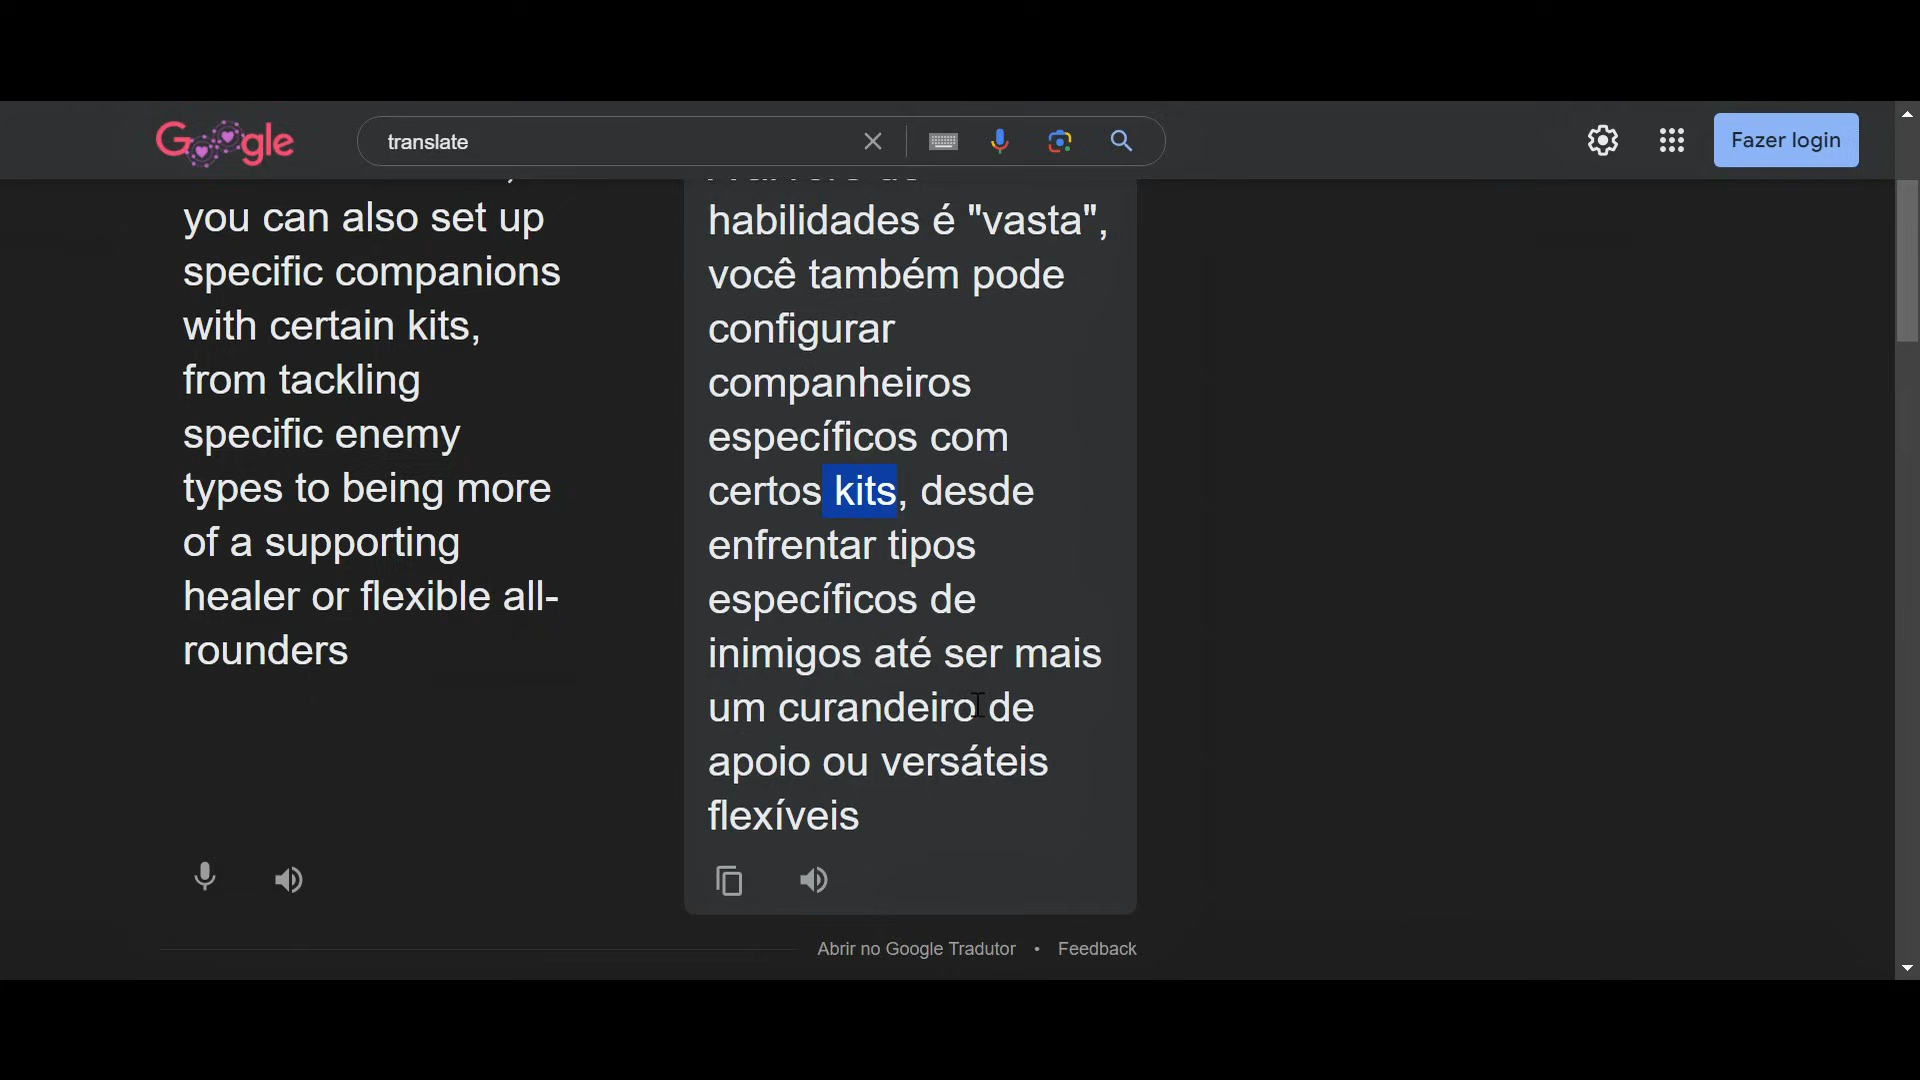 Google
translate
Fazer login
you can also set up
specific companions
with certain kits,
from tackling
specific enemy
types to being more
of a supporting
healer or flexible all-
rounders
habilidades é "vasta",
você também pode
configurar
companheiros
específicos com
certos kits, desde
enfrentar tipos
específicos de
inimigos até ser mais
um curandeiro de
apoio ou versáteis
flexíveis
Abrir no Google Tradutor • Feedback